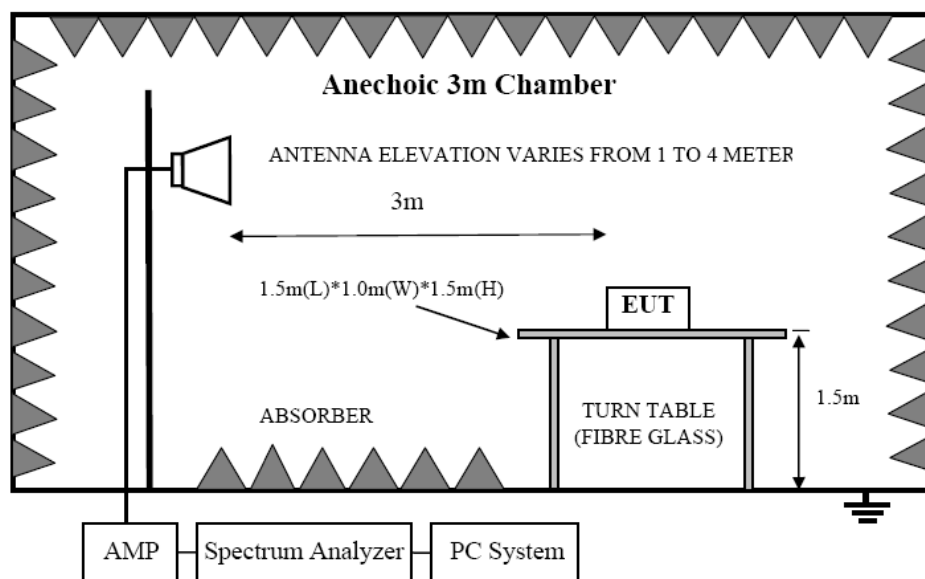 Anechoic 3m Chamber
ANTENNA ELEVATION VARIES FROM 1 TO 4 METER
3m
1.5m(L)*1.0m(W)*1.5m(H)
EUT
1.5m
ABSORBER
TURN TABLE
(FIBRE GLASS)
AMP
Spectrum Analyzer
PC System